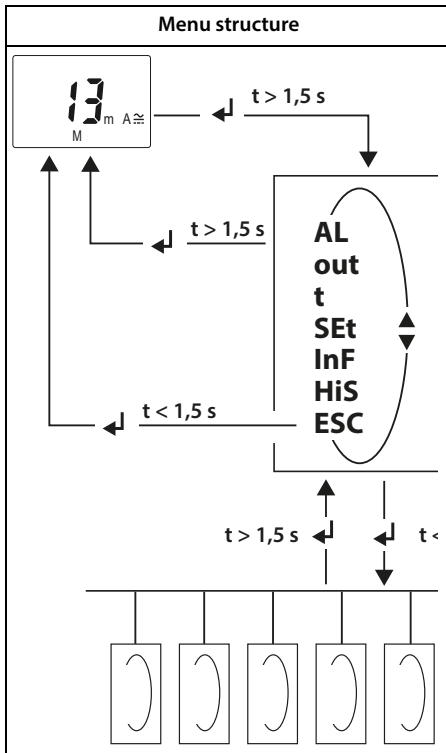 Menu structure
13 m A≅
M
t > 1,5 s
t > 1,5 s
AL
out
t
SEt
InF
HiS
ESC
t < 1,5 s
t > 1,5 s
t <